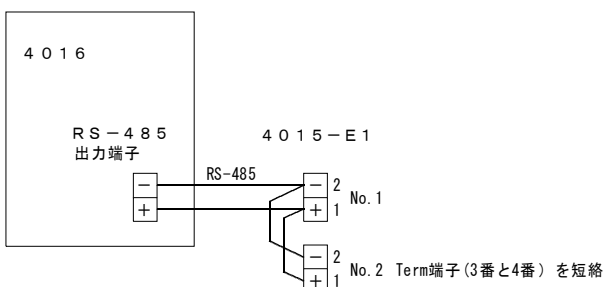 ４０１６
ＲＳ－４８５　　　４０１５－Ｅ１
出力端子
RS-485
－　－ 2
＋　＋ 1　No.1
－ 2
＋ 1　No.2 Term端子(3番と4番) を短絡